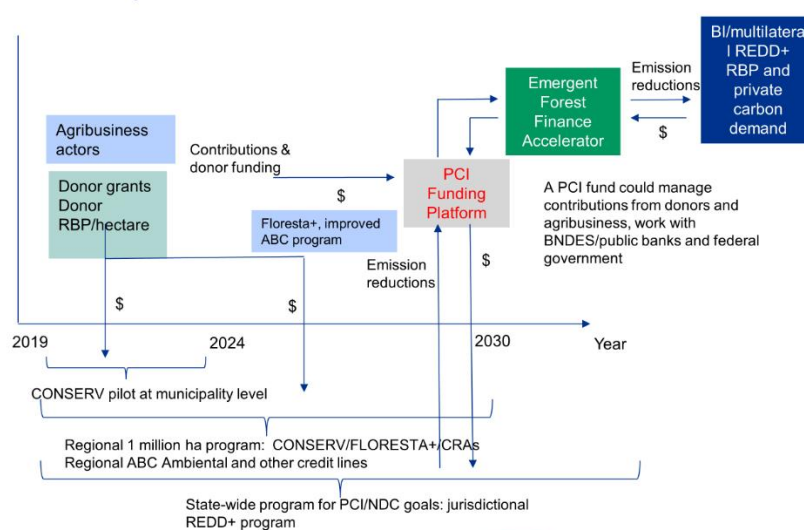 BI/multilatera
l REDD+
RBP and
private
carbon
demand
Emission
reductions
$
Emergent
Forest
Finance
Accelerator
Agribusiness
actors
Contributions &
donor funding
$
PCI
Funding
Platform
Donor grants
Donor
RBP/hectare
Floresta+, improved
ABC program
A PCI fund could manage
contributions from donors and
agribusiness, work with
BNDES/public banks and federal
government
Emission
reductions
$
$
$
2019
2024
2030
Year
CONSERV pilot at municipality level
Regional 1 million ha program: CONSERV/FLORESTA+/CRAs
Regional ABC Ambiental and other credit lines
State-wide program for PCI/NDC goals: jurisdictional
REDD+ program